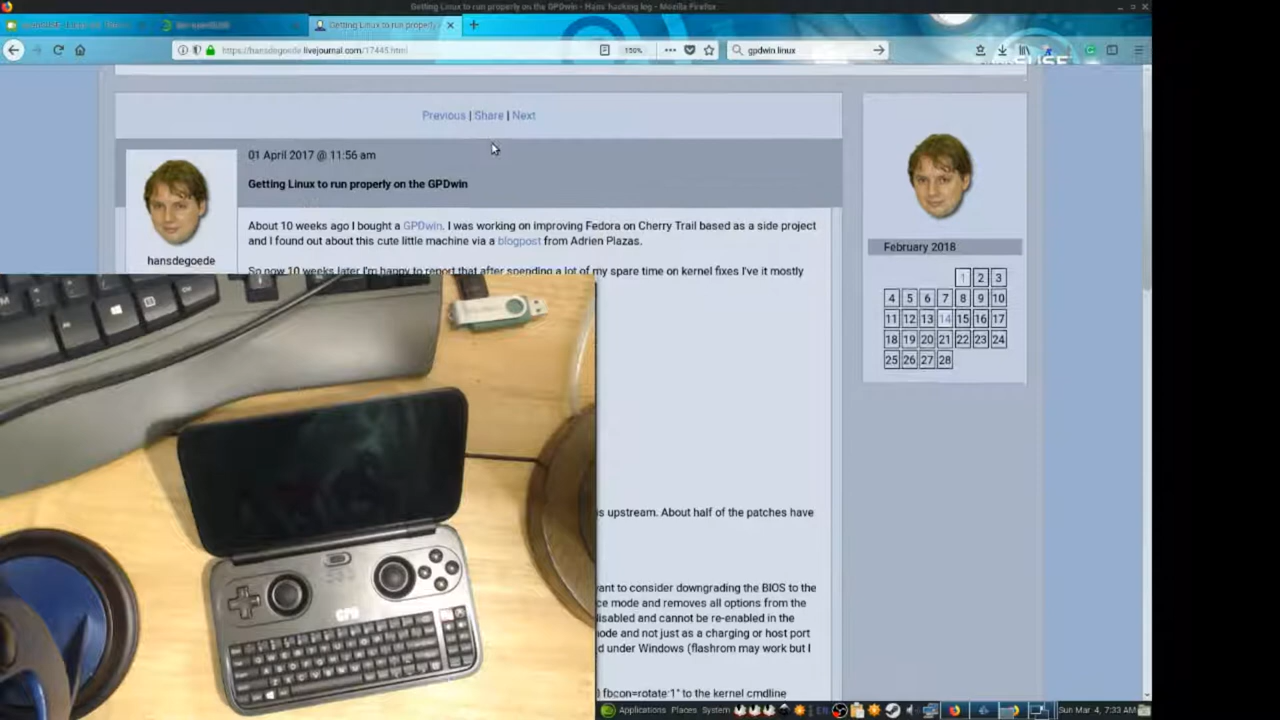 Getting Linux to run properly on the GPDwin - Hans' hacking log - Mozilla Firefox
Getting Linux to run properly
https://hansdegoede.livejournal.com/17445.html
150%
gpdwin linux
Previous | Share | Next
01 April 2017 @ 11:56 am
Getting Linux to run properly on the GPDwin
hansdegoede
About 10 weeks ago I bought a GPDwin. I was working on improving Fedora on Cherry Trail based as a side project
and I found out about this cute little machine via a blogpost from Adrien Plazas.
So now 10 weeks later I'm happy to report that after spending a lot of my spare time on kernel fixes I've it mostly
s upstream. About half of the patches have
ant to consider downgrading the BIOS to the
ce mode and removes all options from the
isabled and cannot be re-enabled in the
ode and not just as a charging or host port
d under Windows (flashrom may work but I
fbcon=rotate:1" to the kernel cmdline
February 2018
1 2 3
4 5 6 7 8 9 10
11 12 13 14 15 16 17
18 19 20 21 22 23 24
25 26 27 28
GPD
Applications Places System
EN
Sun Mar 4, 7:33 AM